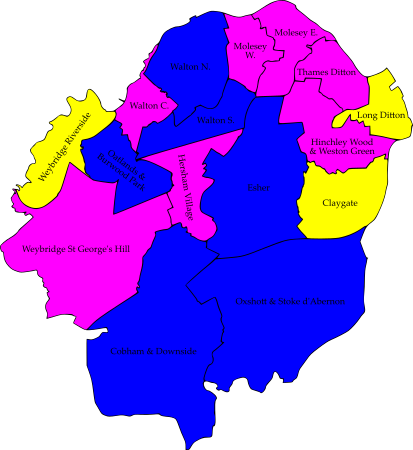 Molesey E.
Molesey
W.
Walton N.
Thames Ditton
Walton C.
Long Ditton
Walton S.
Weybridge Riverside
Hinchley Wood
& Weston Green
Oatlands &
Burwood Park
Hersham Village
Esher
Claygate
Weybridge St George's Hill
Oxshott & Stoke d'Abernon
Cobham & Downside